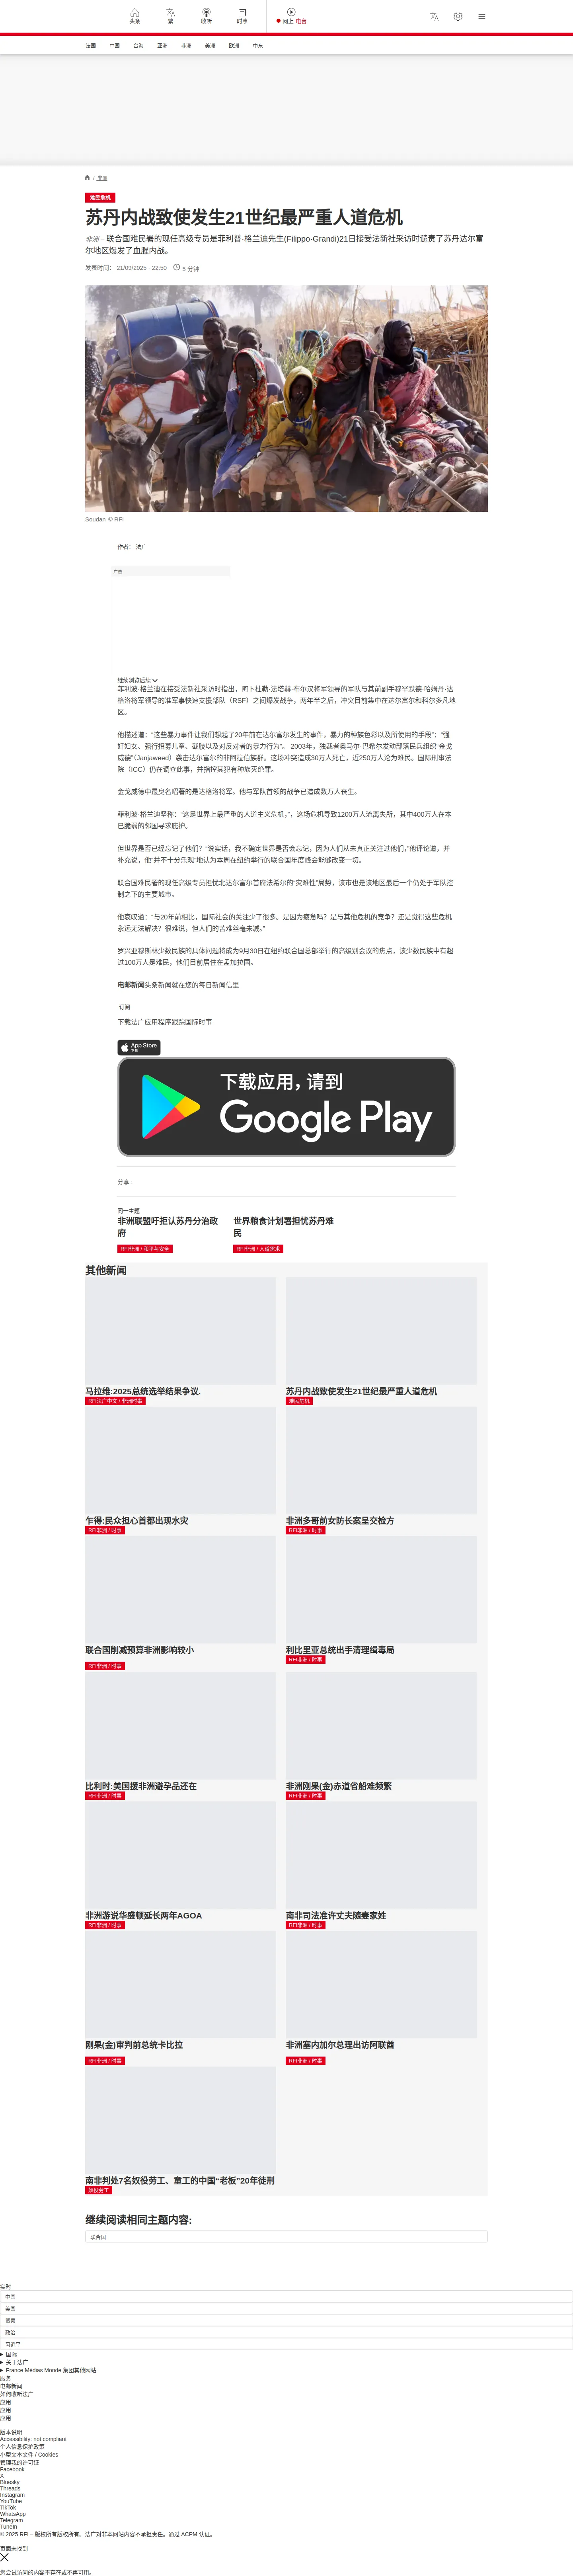 头条
繁
收听
时事
网上 电台
法国
中国
台海
亚洲
非洲
美洲
欧洲
中东
/ 非洲
难民危机
苏丹内战致使发生21世纪最严重人道危机
非洲 – 联合国难民署的现任高级专员是菲利普·格兰迪先生(Filippo·Grandi)21日接受法新社采访时谴责了苏丹达尔富
尔地区爆发了血腥内战。
发表时间： 21/09/2025 - 22:50
5 分钟
Soudan © RFI
作者： 法广
广告
继续浏览后续
菲利波·格兰迪在接受法新社采访时指出，阿卜杜勒·法塔赫·布尔汉将军领导的军队与其前副手穆罕默德·哈姆丹·达
格洛将军领导的准军事快速支援部队（RSF）之间爆发战争，两年半之后，冲突目前集中在达尔富尔和科尔多凡地
区。
他描述道：“这些暴力事件让我们想起了20年前在达尔富尔发生的事件，暴力的种族色彩以及所使用的手段”：“强
奸妇女、强行招募儿童、截肢以及对反对者的暴力行为”。 2003年，独裁者奥马尔·巴希尔发动部落民兵组织“金戈
威德”（Janjaweed）袭击达尔富尔的非阿拉伯族群。这场冲突造成30万人死亡，近250万人沦为难民。国际刑事法
院（ICC）仍在调查此事，并指控其犯有种族灭绝罪。
金戈威德中最臭名昭著的是达格洛将军。他与军队首领的战争已造成数万人丧生。
菲利波·格兰迪坚称：“这是世界上最严重的人道主义危机。”，这场危机导致1200万人流离失所，其中400万人在本
已脆弱的邻国寻求庇护。
但世界是否已经忘记了他们？“说实话，我不确定世界是否会忘记，因为人们从未真正关注过他们，”他评论道，并
补充说，他“并不十分乐观”地认为本周在纽约举行的联合国年度峰会能够改变一切。
联合国难民署的现任高级专员担忧北达尔富尔首府法希尔的“灾难性”局势，该市也是该地区最后一个仍处于军队控
制之下的主要城市。
他哀叹道：“与20年前相比，国际社会的关注少了很多。是因为疲惫吗？是与其他危机的竞争？还是觉得这些危机
永远无法解决？很难说，但人们的苦难丝毫未减。”
罗兴亚穆斯林少数民族的具体问题将成为9月30日在纽约联合国总部举行的高级别会议的焦点，该少数民族中有超
过100万人是难民，他们目前居住在孟加拉国。
电邮新闻头条新闻就在您的每日新闻信里
订阅
下载法广应用程序跟踪国际时事
App Store
下载
下载应用，请到
Google Play
分享 :
同一主题
非洲联盟吁拒认苏丹分治政
府
RFI非洲 / 和平与安全
世界粮食计划署担忧苏丹难
民
RFI非洲 / 人道需求
其他新闻
马拉维:2025总统选举结果争议.
RFI法广中文 / 非洲时事
苏丹内战致使发生21世纪最严重人道危机
难民危机
乍得:民众担心首都出现水灾
RFI非洲 / 时事
非洲多哥前女防长案呈交检方
RFI非洲 / 时事
联合国削减预算非洲影响较小
RFI非洲 / 时事
利比里亚总统出手清理缉毒局
RFI非洲 / 时事
比利时:美国援非洲避孕品还在
RFI非洲 / 时事
非洲刚果(金)赤道省船难频繁
RFI非洲 / 时事
非洲游说华盛顿延长两年AGOA
RFI非洲 / 时事
南非司法准许丈夫随妻家姓
RFI非洲 / 时事
刚果(金)审判前总统卡比拉
RFI非洲 / 时事
非洲塞内加尔总理出访阿联酋
RFI非洲 / 时事
南非判处7名奴役劳工、童工的中国“老板”20年徒刑
奴役劳工
继续阅读相同主题内容:
联合国
实时
中国
美国
贸易
政治
习近平
国际
关于法广
France Médias Monde 集团其他网站
服务
电邮新闻
如何收听法广
应用
应用
应用
版本说明
Accessibility: not compliant
个人信息保护政策
小型文本文件 / Cookies
管理我的许可证
Facebook
X
Bluesky
Threads
Instagram
YouTube
TikTok
WhatsApp
Telegram
TuneIn
© 2025 RFI – 版权所有版权所有。法广对非本网站内容不承担责任。通过 ACPM 认证。
页面未找到
您尝试访问的内容不存在或不再可用。